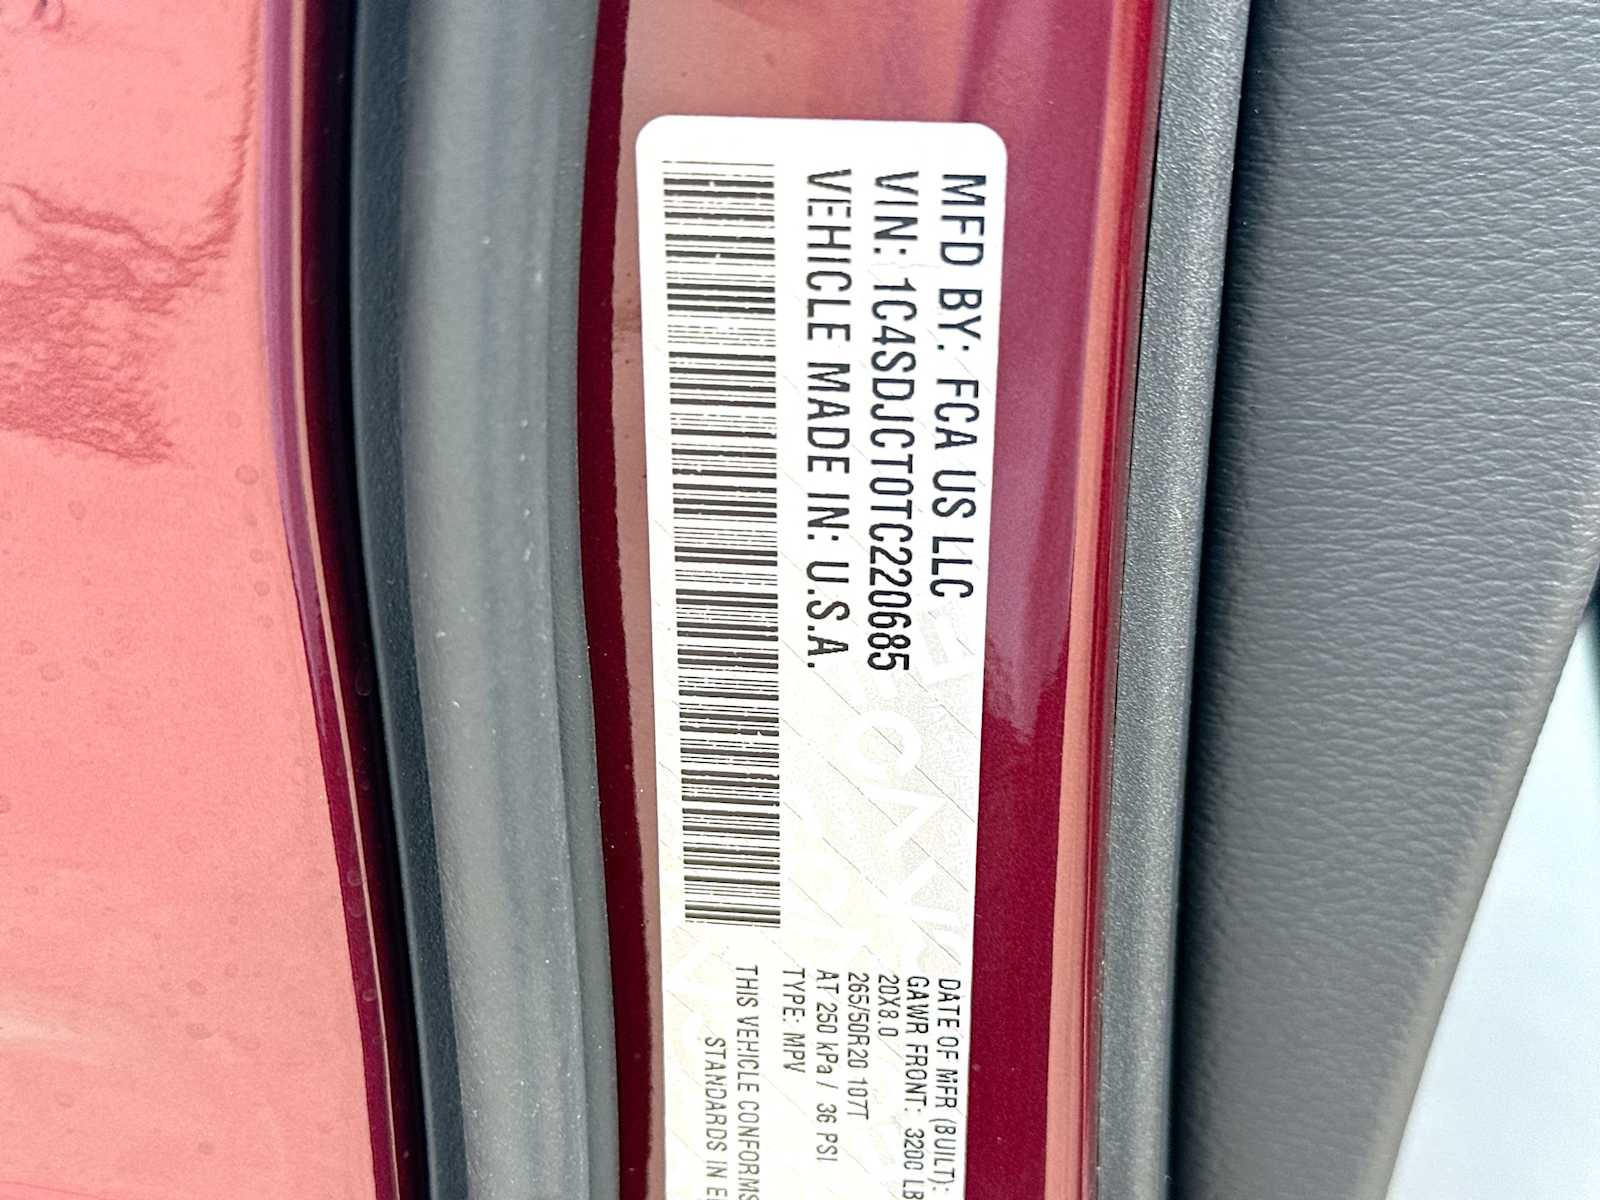 MFD BY: FCA US LLC
VIN: 1C4SDJCT0TC220685
VEHICLE MADE IN: U.S.A.
DATE OF MFR (BUILT):
GAWR FRONT: 3200 LB
20X8.0
265/50R20 107T
AT 250 kPa / 36 PSI
TYPE: MPV
THIS VEHICLE CONFORMS
STANDARDS IN